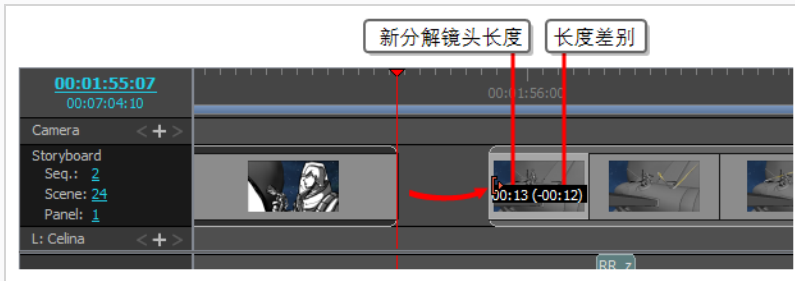 新分解镜头长度
长度差别
00:01:55:07
00:07:04:10
00:01:56:00
Camera
Storyboard
Seq.: 2
Scene: 24
Panel: 1
00:13 (-00:12)
L: Celina
RR_z